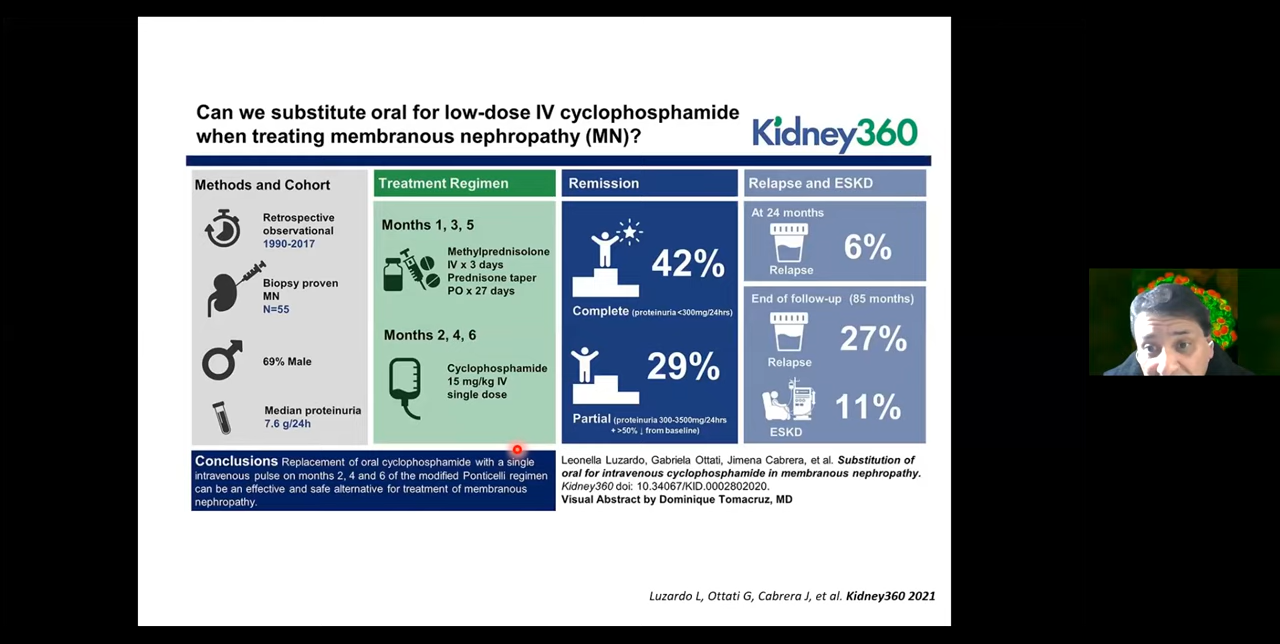 Can we substitute oral for low-dose IV cyclophosphamide
when treating membranous nephropathy (MN)?
Kidney360
Methods and Cohort
Retrospective
observational
1990-2017
Biopsy proven
MN
N=55
69% Male
Median proteinuria
7.6 g/24h
Treatment Regimen
Months 1, 3, 5
Methylprednisolone
IV x 3 days
Prednisone taper
PO x 27 days
Months 2, 4, 6
Cyclophosphamide
15 mg/kg IV
single dose
Remission
42%
Complete (proteinuria <300mg/24hrs)
29%
Partial (proteinuria 300-3500mg/24hrs
+ >50% ↓ from baseline)
Relapse and ESKD
At 24 months
6%
Relapse
End of follow-up (85 months)
27%
Relapse
11%
ESKD
Conclusions Replacement of oral cyclophosphamide with a single
intravenous pulse on months 2, 4 and 6 of the modified Ponticelli regimen
can be an effective and safe alternative for treatment of membranous
nephropathy.
Leonella Luzardo, Gabriela Ottati, Jimena Cabrera, et al. Substitution of
oral for intravenous cyclophosphamide in membranous nephropathy.
Kidney360 doi: 10.34067/KID.0002802020.
Visual Abstract by Dominique Tomacruz, MD
Luzardo L, Ottati G, Cabrera J, et al. Kidney360 2021